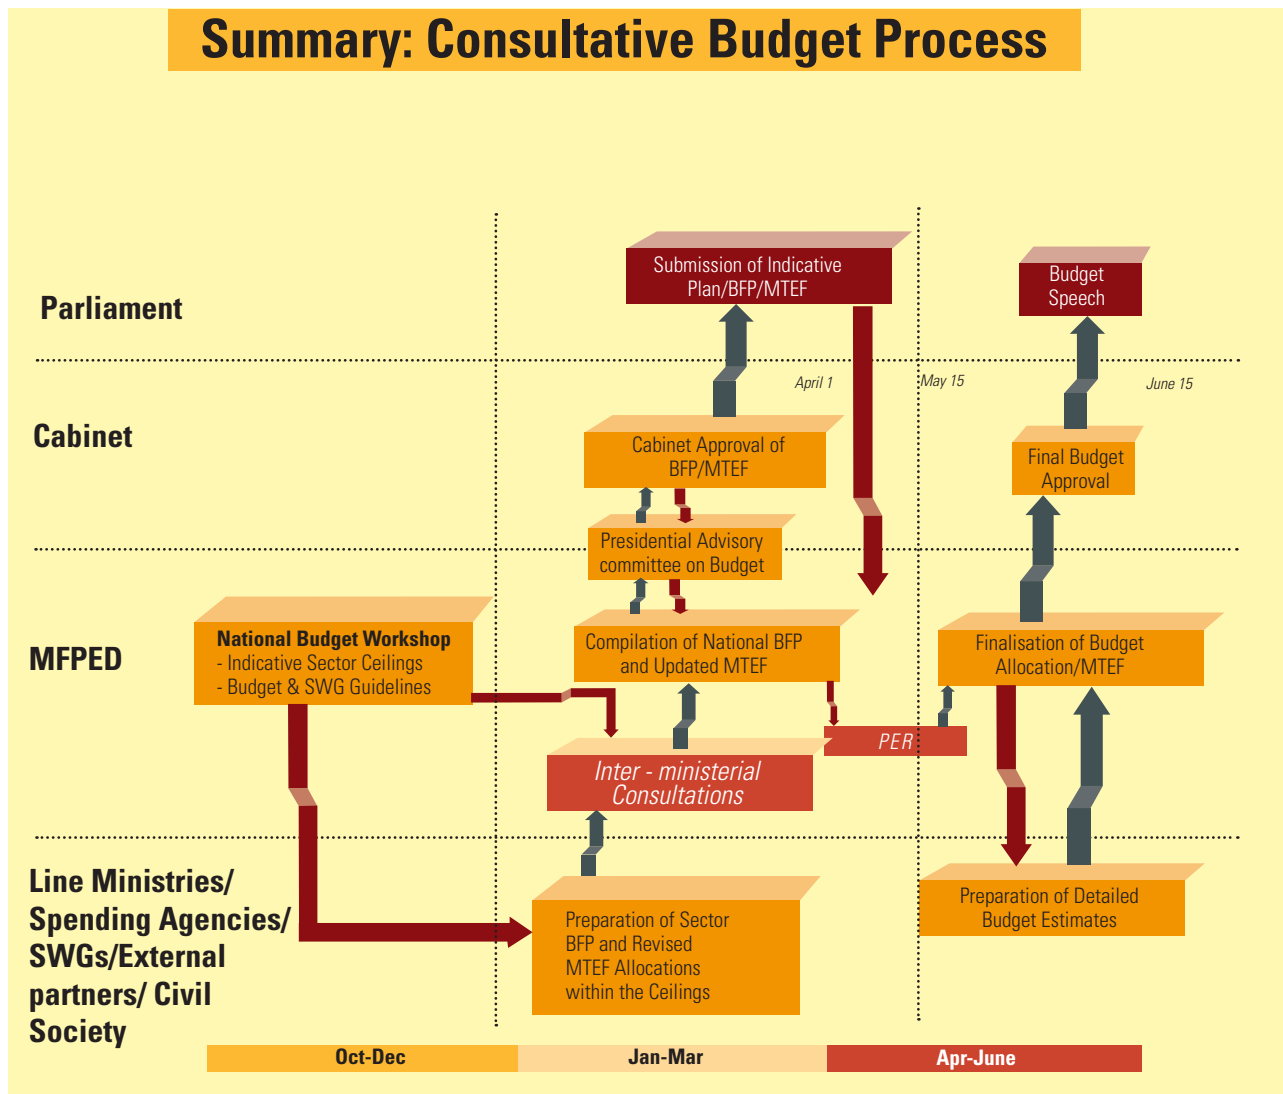 Summary: Consultative Budget Process
Submission of Indicative
Plan/BFP/MTEF
Budget
Speech
Parliament
April 1
May 15
June 15
Cabinet
Cabinet Approval of
BFP/MTEF
Final Budget
Approval
Presidential Advisory
committee on Budget
MFPED
National Budget Workshop
- Indicative Sector Ceilings
- Budget & SWG Guidelines
Compilation of National BFP
and Updated MTEF
Finalisation of Budget
Allocation/MTEF
PER
Inter - ministerial
Consultations
Line Ministries/
Spending Agencies/
SWGs/External
partners/ Civil
Society
Preparation of Sector
BFP and Revised
MTEF Allocations
within the Ceilings
Preparation of Detailed
Budget Estimates
Oct-Dec
Jan-Mar
Apr-June